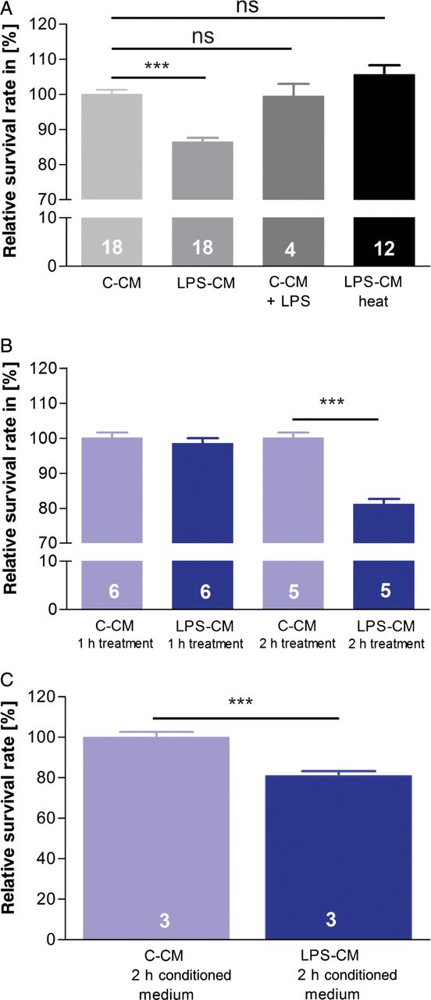 A
ns
ns
***
Relative survival rate in [%]
120
110
100
90
80
70
10
0
18
18
4
12
C-CM
LPS-CM
C-CM
+ LPS
LPS-CM
heat
B
***
Relative survival rate in [%]
120
110
100
90
80
70
10
0
6
6
5
5
C-CM
1 h treatment
LPS-CM
1 h treatment
C-CM
2 h treatment
LPS-CM
2 h treatment
C
***
Relative survival rate [%]
120
100
80
60
40
20
0
3
3
C-CM
2 h conditioned
medium
LPS-CM
2 h conditioned
medium